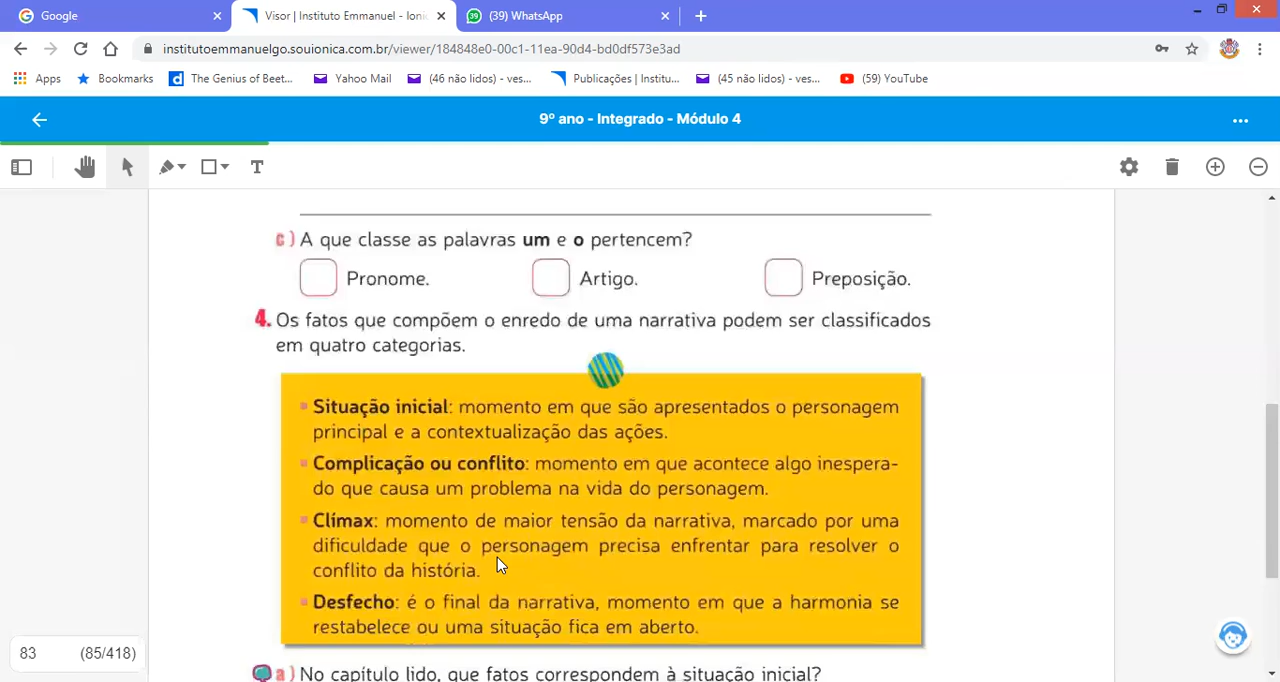 Google
Visor | Instituto Emmanuel - Ionic
39
(39) WhatsApp
institutoemmanuelgo.souionica.com.br/viewer/184848e0-00c1-11ea-90d4-bd0df573e3ad
Apps
Bookmarks
The Genius of Beet...
Yahoo Mail
(46 não lidos) - ves...
Publicações | Institu...
(45 não lidos) - ves...
(59) YouTube
9º ano - Integrado - Módulo 4
T
c) A que classe as palavras um e o pertencem?
Pronome. Artigo. Preposição.
4. Os fatos que compõem o enredo de uma narrativa podem ser classificados
em quatro categorias.
Situação inicial: momento em que são apresentados o personagem
principal e a contextualização das ações.
Complicação ou conflito: momento em que acontece algo inespera-
do que causa um problema na vida do personagem.
Clímax: momento de maior tensão da narrativa, marcado por uma
dificuldade que o personagem precisa enfrentar para resolver o
conflito da história.
Desfecho: é o final da narrativa, momento em que a harmonia se
restabelece ou uma situação fica em aberto.
83 (85/418)
a) No capítulo lido, que fatos correspondem à situação inicial?